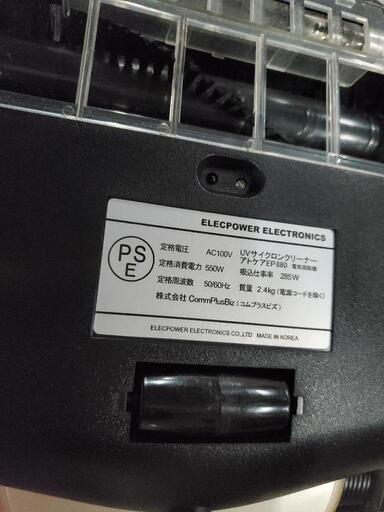 ELECPOWER ELECTRONICS
PS
E
定格電圧 AC100V UVサイクロンクリーナー
アトケアEP880 電気掃除機
定格消費電力 550W 吸込仕事率 285W
定格周波数 50/60Hz 質量 2.4kg(電源コードを除く)
株式会社 CommPlusBiz (コムプラスビズ)
ELECPOWER ELECTRONICS CO.,LTD MADE IN KOREA